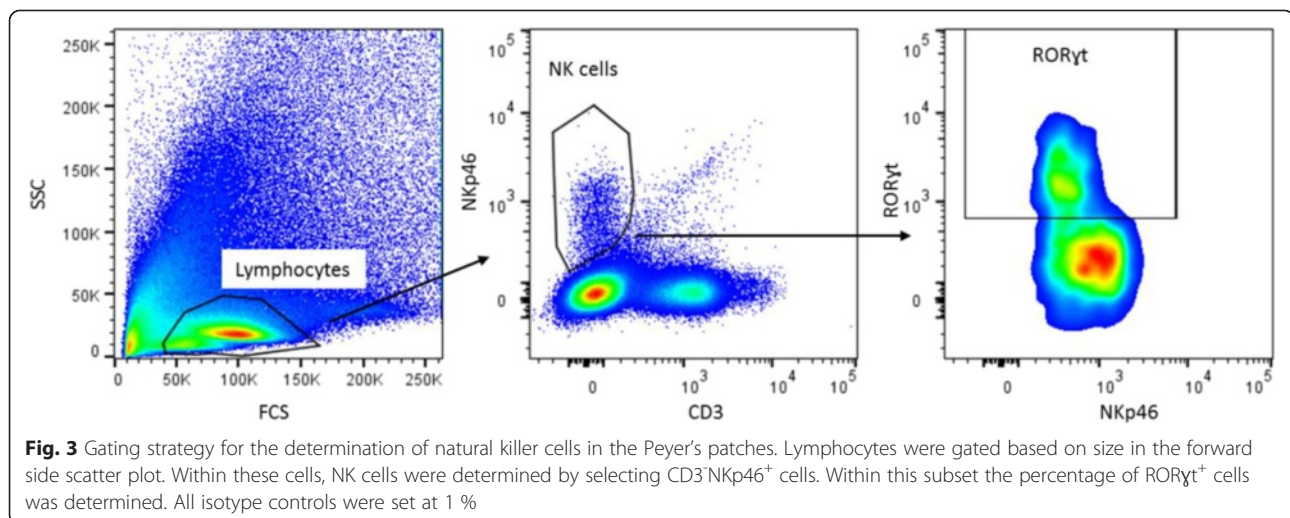 250K
200K
150K
100K
50K
0
SSC
Lymphocytes
0 50K 100K 150K 200K 250K
FCS
10^5
10^4
10^3
0
NKp46
NK cells
0 10^3 10^4 10^5
CD3
10^5
10^4
10^3
0
RORɣt
RORɣt
0 10^3 10^4 10^5
NKp46
Fig. 3 Gating strategy for the determination of natural killer cells in the Peyer's patches. Lymphocytes were gated based on size in the forward
side scatter plot. Within these cells, NK cells were determined by selecting CD3⁻NKp46⁺ cells. Within this subset the percentage of RORɣt⁺ cells
was determined. All isotype controls were set at 1 %